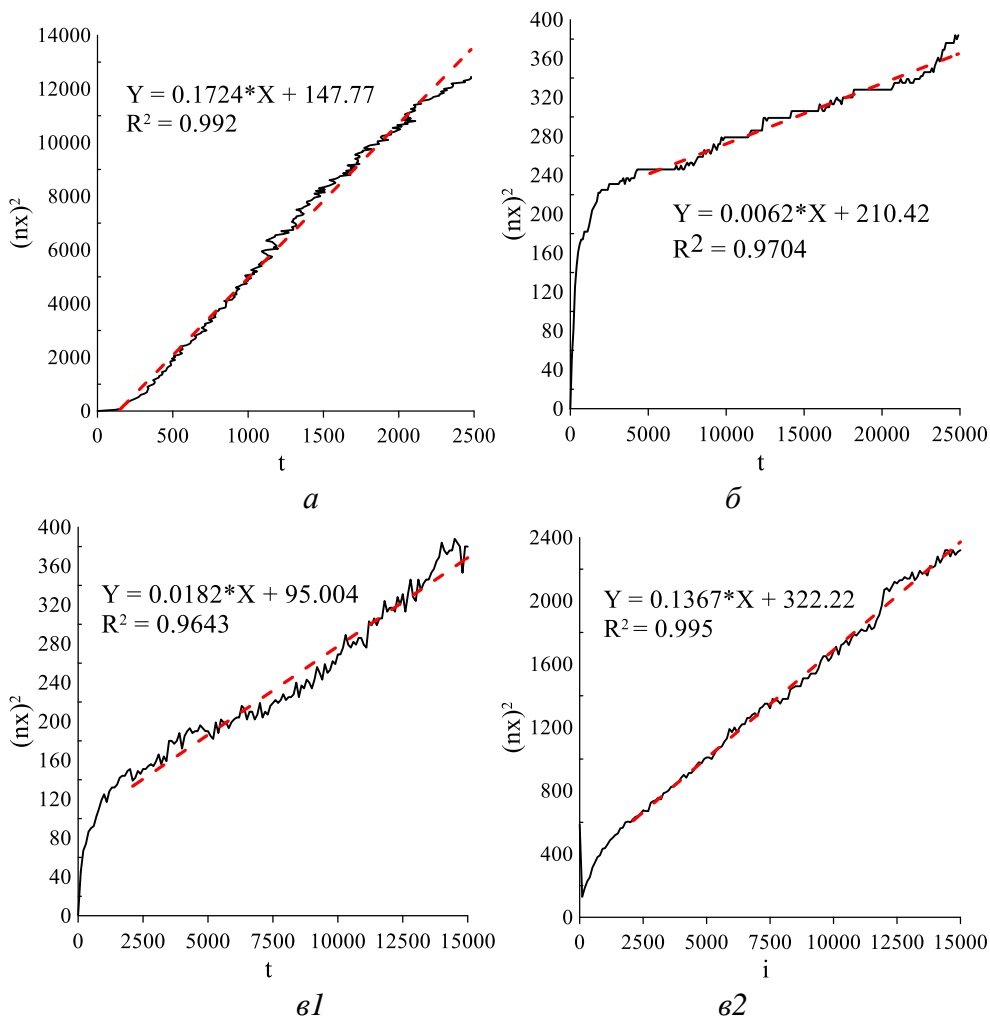 14000
12000
10000
8000
6000
4000
2000
0
(nx)²
Y = 0.1724*X + 147.77
R² = 0.992
0 500 1000 1500 2000 2500
t
а
400
360
320
280
240
200
160
120
80
40
0
(nx)²
Y = 0.0062*X + 210.42
R2 = 0.9704
0 5000 10000 15000 20000 25000
t
б
400
360
320
280
240
200
160
120
80
40
0
(nx)²
Y = 0.0182*X + 95.004
R² = 0.9643
0 2500 5000 7500 10000 12500 15000
t
в1
2400
2000
1600
1200
800
400
0
(nx)²
Y = 0.1367*X + 322.22
R² = 0.995
0 2500 5000 7500 10000 12500 15000
i
в2